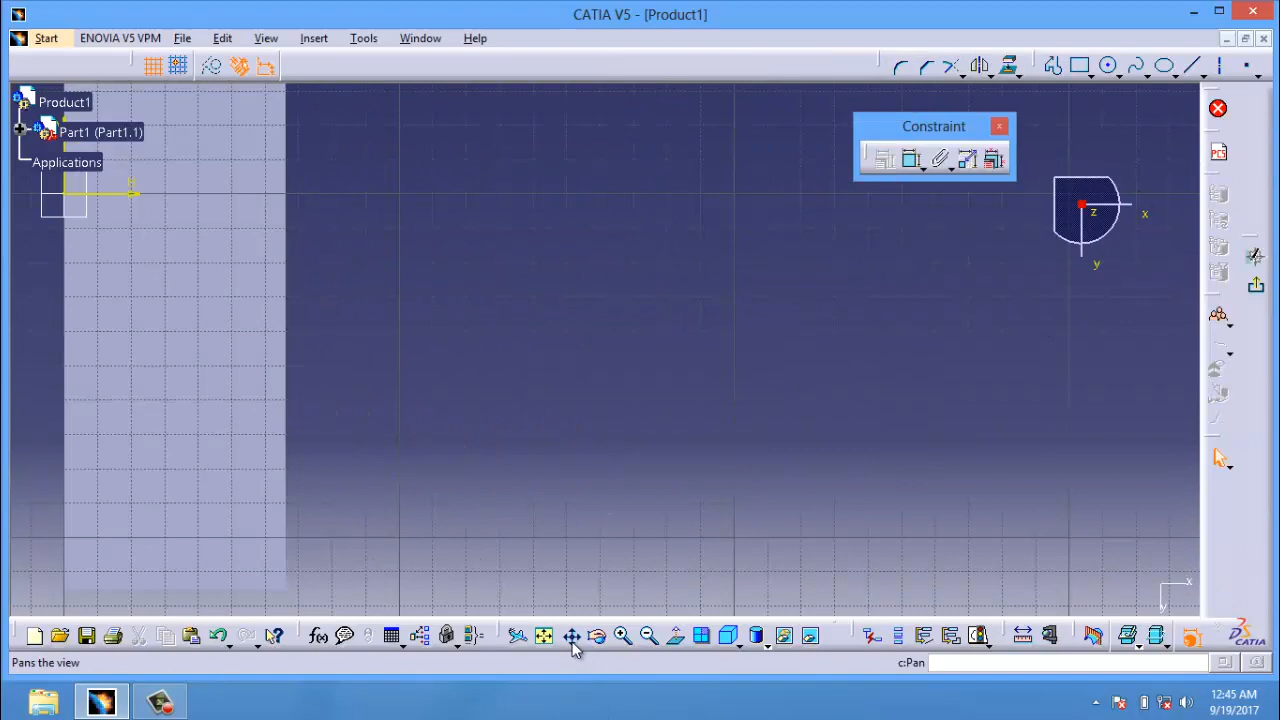 CATIA V5 - [Product1]
Start ENOVIA V5 VPM File Edit View Insert Tools Window Help
Product1
Part1 (Part1.1)
Applications
H
Constraint
PCS
x
z
y
x
y
f(x)
CATIA
Pans the view
c:Pan
12:45 AM
9/19/2017